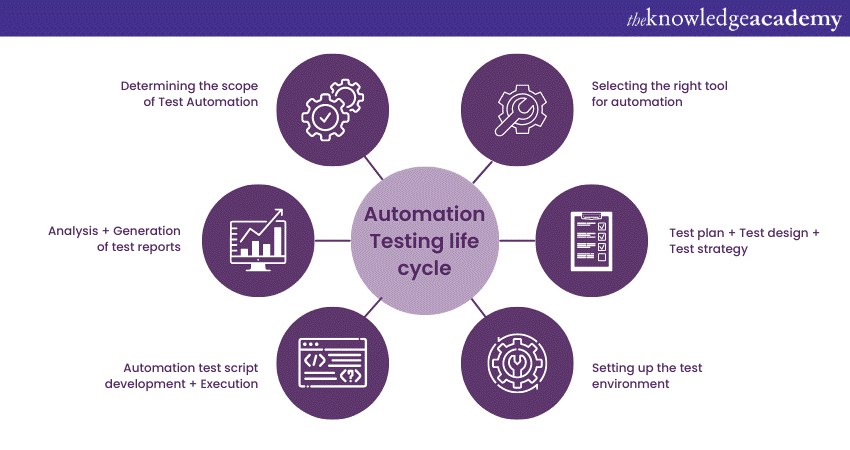 theknowledgeacademy
Determining the scope
of Test Automation
Selecting the right tool
for automation
Automation
Testing life
cycle
Analysis + Generation
of test reports
Test plan + Test design +
Test strategy
Automation test script
development + Execution
Setting up the test
environment